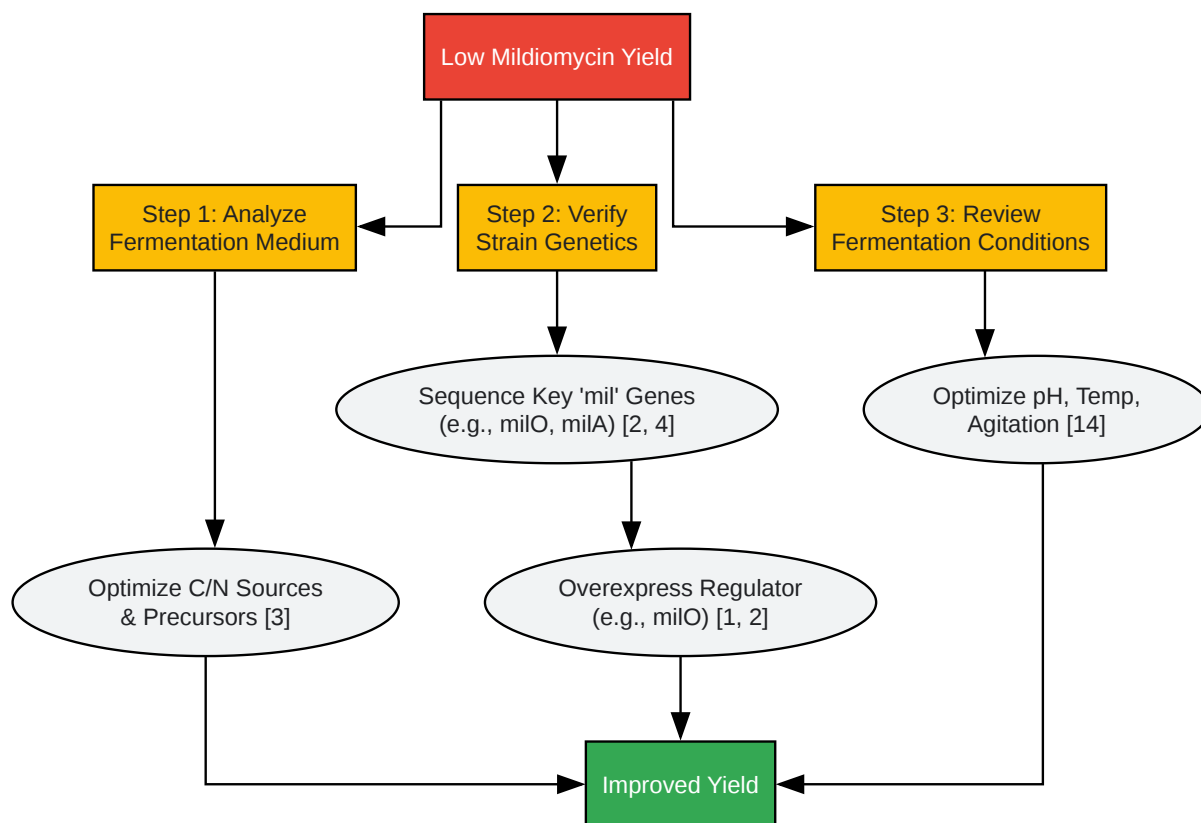 Low Mildiomycin Yield
Step 1: Analyze
Fermentation Medium
Step 2: Verify
Strain Genetics
Step 3: Review
Fermentation Conditions
Sequence Key 'mil' Genes
(e.g., milO, milA) [2, 4]
Optimize pH, Temp,
Agitation [14]
Optimize C/N Sources
& Precursors [3]
Overexpress Regulator
(e.g., milO) [1, 2]
Improved Yield